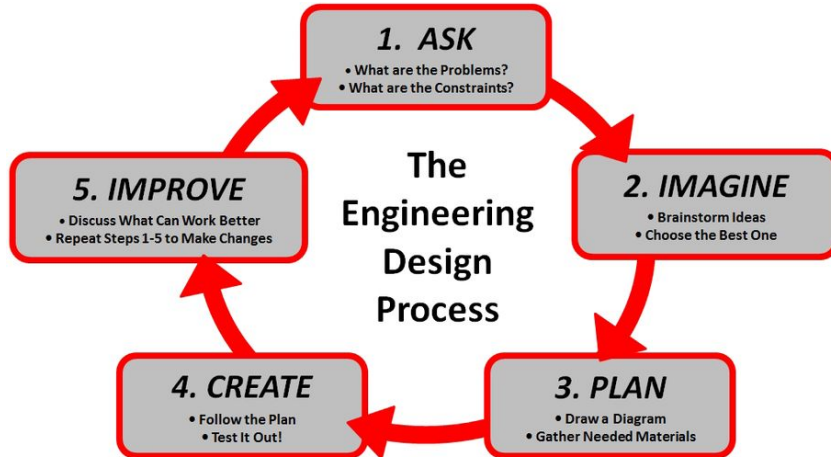 1. ASK
• What are the Problems?
• What are the Constraints?
The
Engineering
Design
Process
2. IMAGINE
• Brainstorm Ideas
• Choose the Best One
3. PLAN
• Draw a Diagram
• Gather Needed Materials
4. CREATE
• Follow the Plan
• Test It Out!
5. IMPROVE
• Discuss What Can Work Better
• Repeat Steps 1-5 to Make Changes